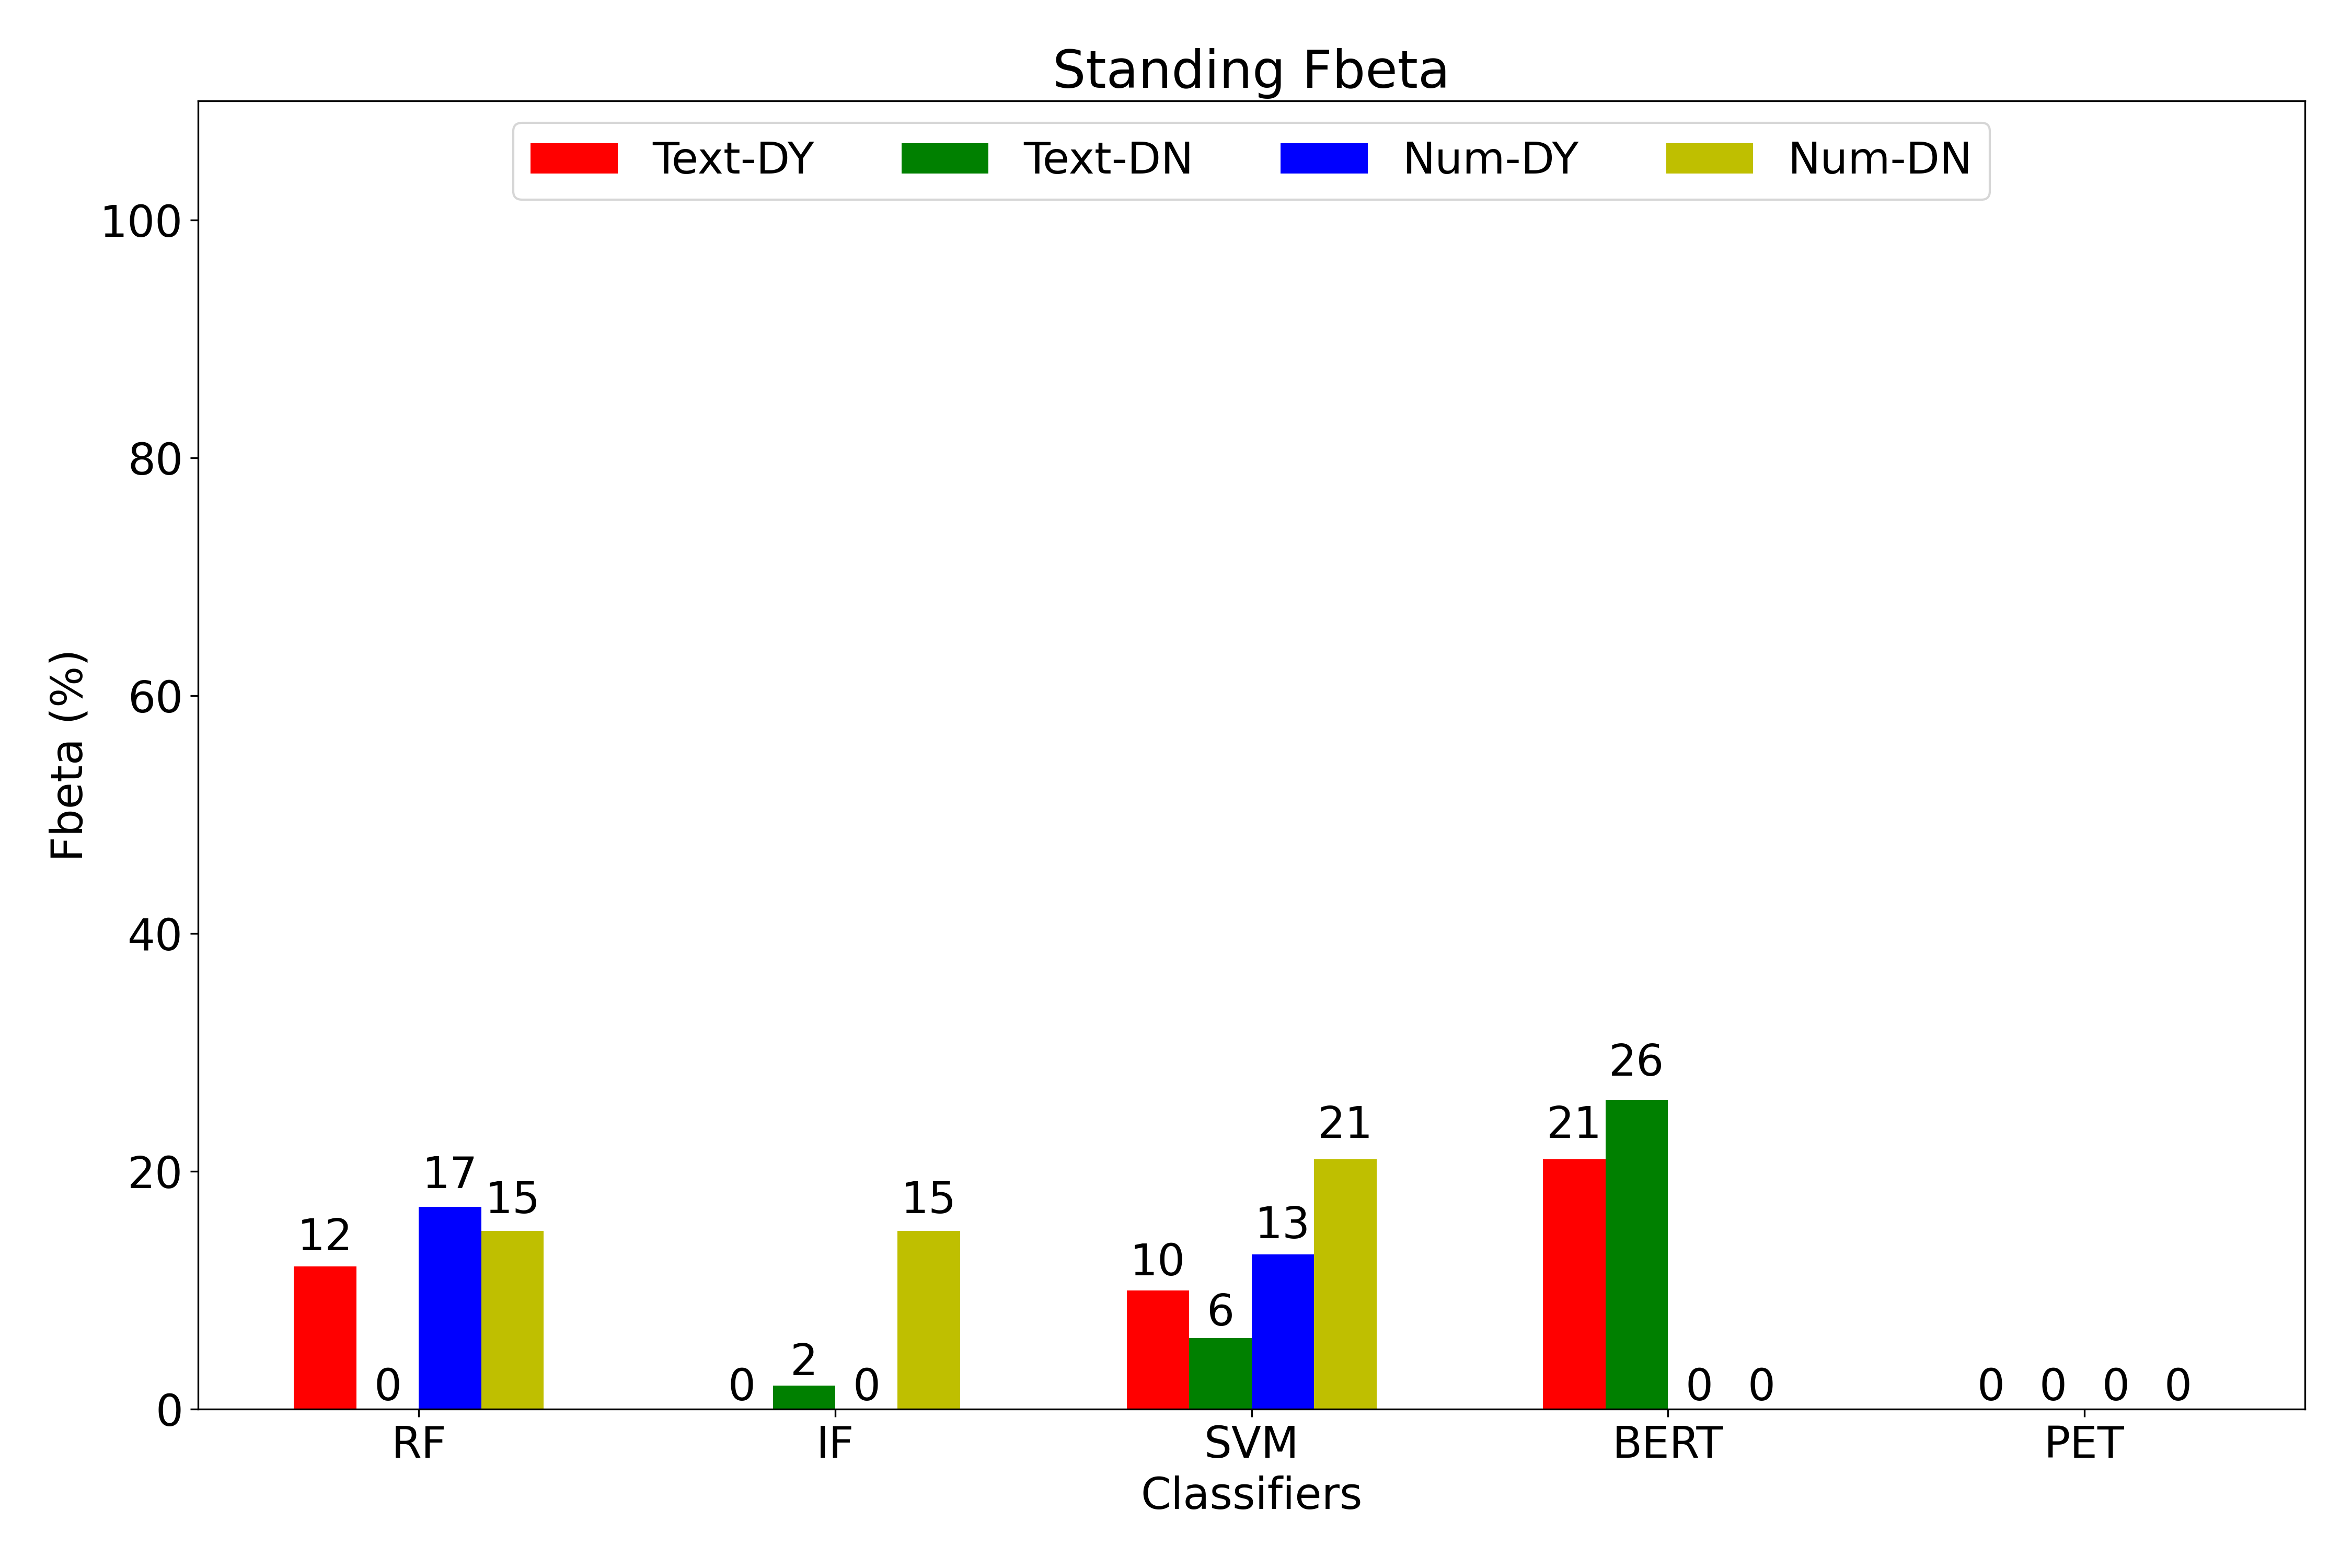 Standing Fbeta
Text-DY Text-DN Num-DY Num-DN
Fbeta (%)
100
80
60
40
20
0
12 0 17 15
0 2 0 15
10 6 13 21
21 26 0 0
0 0 0 0
RF IF SVM BERT PET
Classifiers